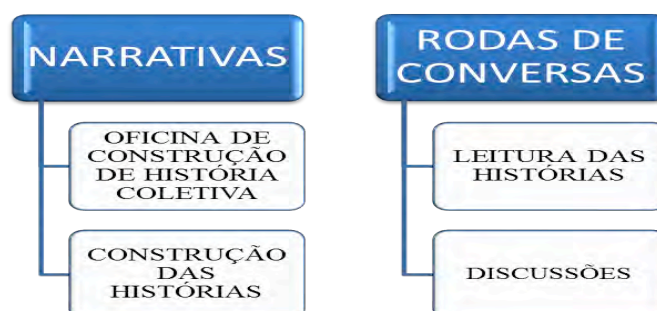 NARRATIVAS
OFICINA DE
CONSTRUÇÃO
DE HISTÓRIA
COLETIVA
CONSTRUÇÃO
DAS
HISTÓRIAS
RODAS DE
CONVERSAS
LEITURA DAS
HISTÓRIAS
DISCUSSÕES